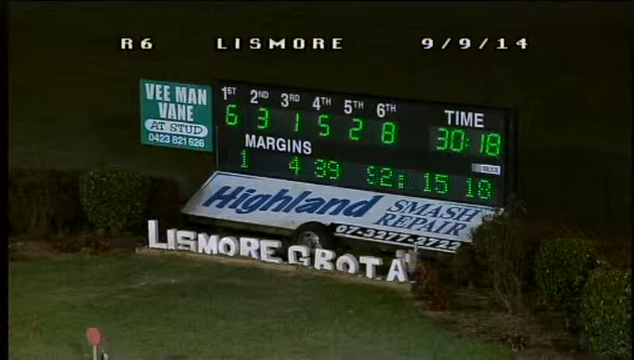 R6 LISMORE 9/9/14
VEE MAN
VANE
AT STUD
0423 821 626
1ST 2ND 3RD 4TH 5TH 6TH TIME
6 3 1 5 2 8 30:18
MARGINS
1 4 39 15 18
Highland SMASH
REPAIR
07-3277-2722
LISMORE GROTA